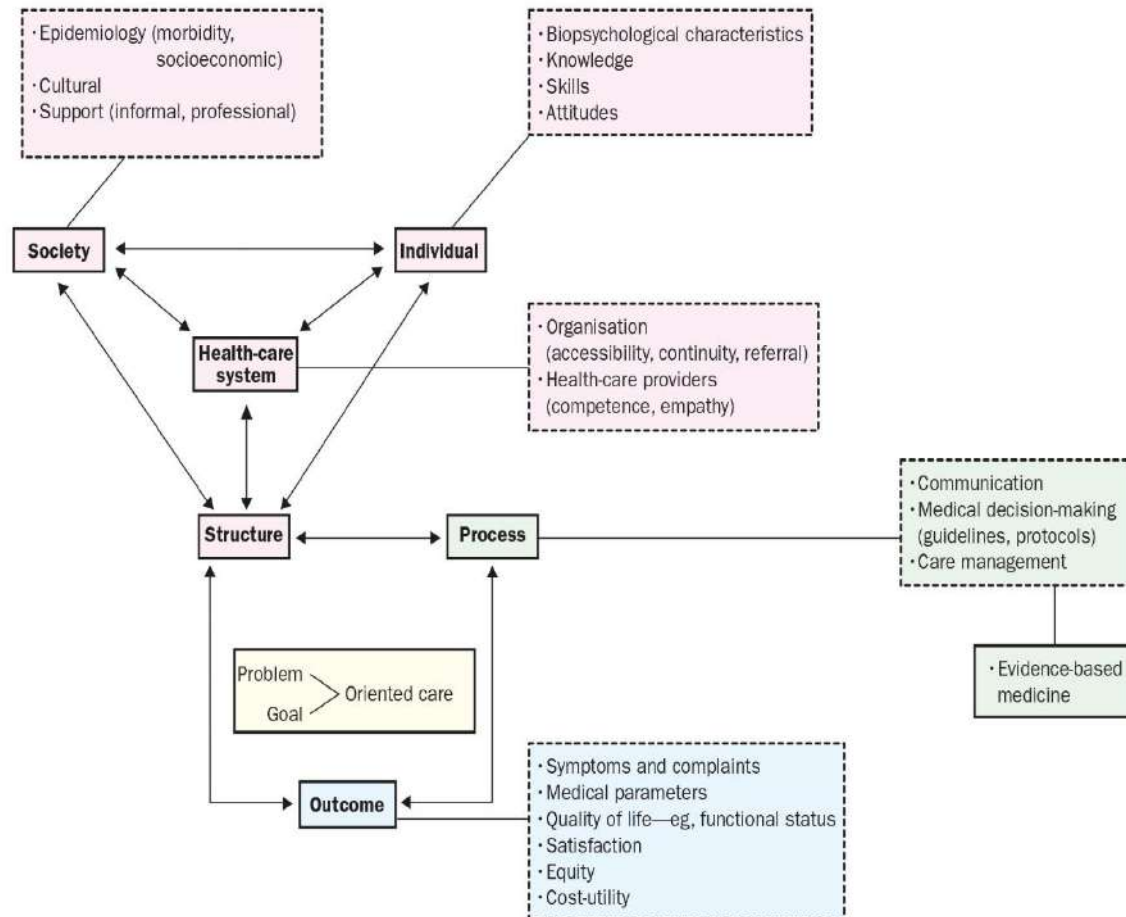 ·Epidemiology (morbidity,
socioeconomic)
·Cultural
·Support (informal, professional)
·Biopsychological characteristics
·Knowledge
·Skills
·Attitudes
Society
Individual
Health-care
system
·Organisation
(accessibility, continuity, referral)
·Health-care providers
(competence, empathy)
Structure
Process
·Communication
·Medical decision-making
(guidelines, protocols)
·Care management
·Evidence-based
medicine
Problem
Oriented care
Goal
Outcome
·Symptoms and complaints
·Medical parameters
·Quality of life—eg, functional status
·Satisfaction
·Equity
·Cost-utility